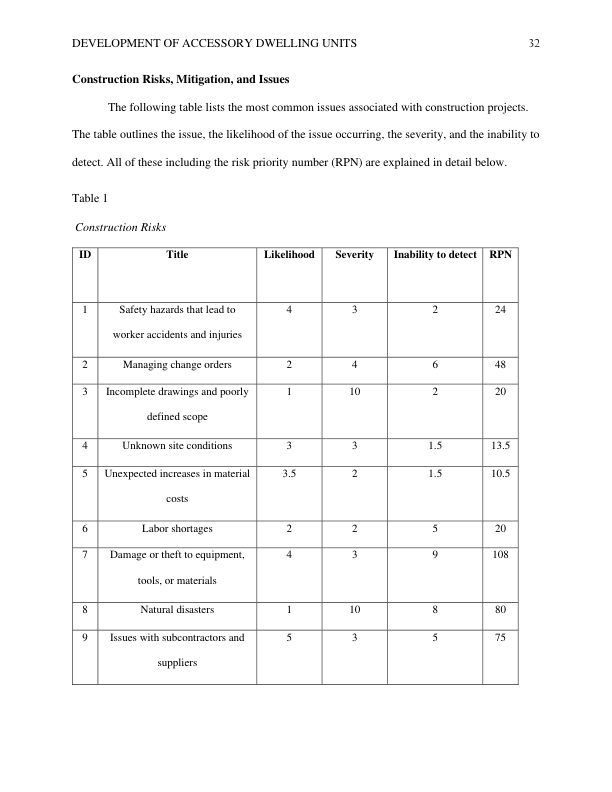 DEVELOPMENT OF ACCESSORY DWELLING UNITS 32
Construction Risks, Mitigation, and Issues
The following table lists the most common issues associated with construction projects.
The table outlines the issue, the likelihood of the issue occurring, the severity, and the inability to
detect. All of these including the risk priority number (RPN) are explained in detail below.
Table 1
Construction Risks
ID Title Likelihood Severity Inability to detect RPN
1 Safety hazards that lead to 4 3 2 24
worker accidents and injuries
2 Managing change orders 2 4 6 48
3 Incomplete drawings and poorly 1 10 2 20
defined scope
4 Unknown site conditions 3 3 1.5 13.5
5 Unexpected increases in material 3.5 2 1.5 10.5
costs
6 Labor shortages 2 2 5 20
7 Damage or theft to equipment, 4 3 9 108
tools, or materials
8 Natural disasters 1 10 8 80
9 Issues with subcontractors and 5 3 5 75
suppliers